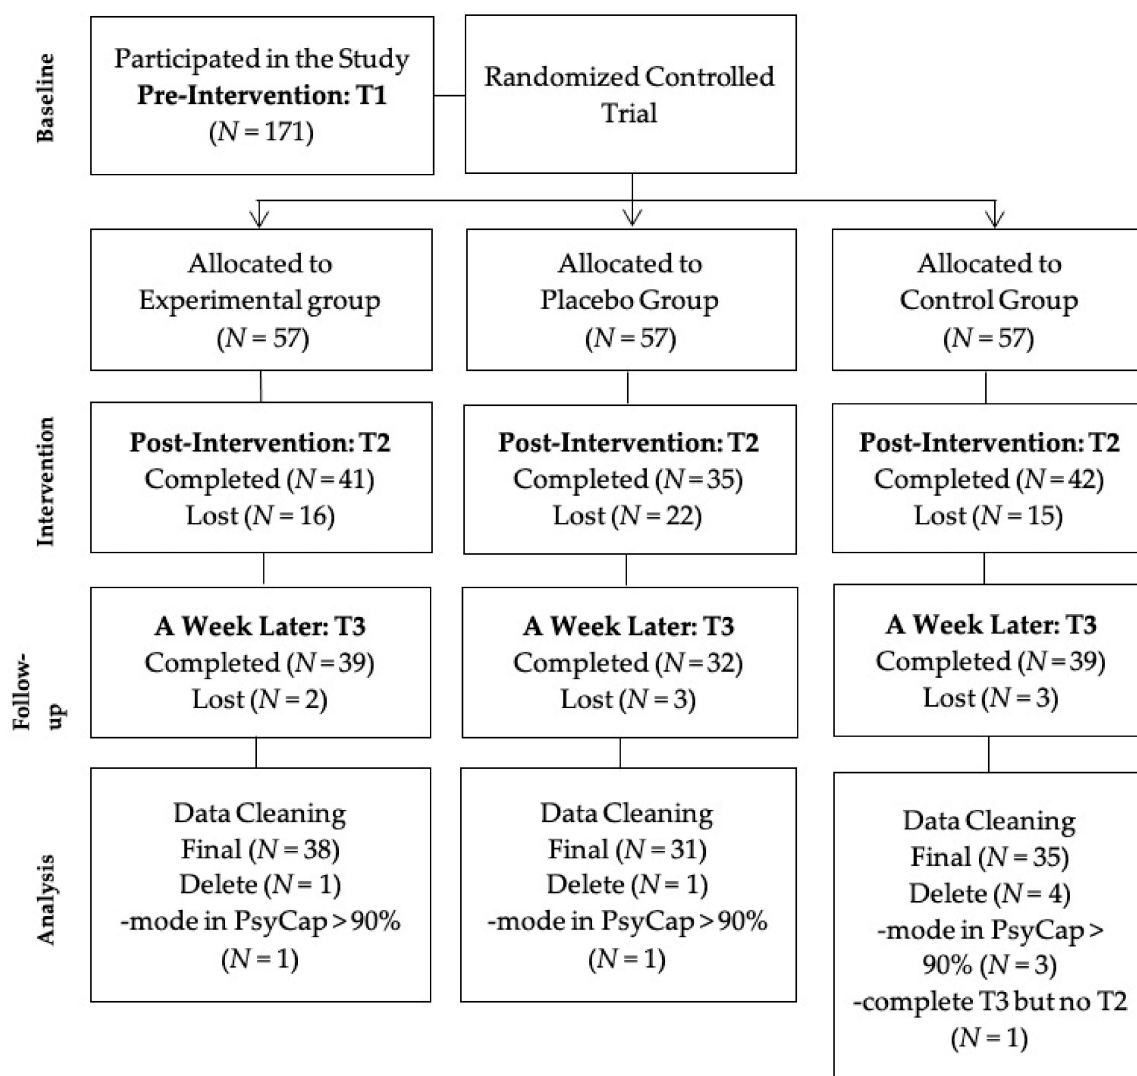 Baseline
Participated in the Study
Pre-Intervention: T1
(N = 171)
Randomized Controlled
Trial
Allocated to
Experimental group
(N = 57)
Allocated to
Placebo Group
(N = 57)
Allocated to
Control Group
(N = 57)
Intervention
Post-Intervention: T2
Completed (N = 41)
Lost (N = 16)
Post-Intervention: T2
Completed (N = 35)
Lost (N = 22)
Post-Intervention: T2
Completed (N = 42)
Lost (N = 15)
Follow-
up
A Week Later: T3
Completed (N = 39)
Lost (N = 2)
A Week Later: T3
Completed (N = 32)
Lost (N = 3)
A Week Later: T3
Completed (N = 39)
Lost (N = 3)
Analysis
Data Cleaning
Final (N = 38)
Delete (N = 1)
-mode in PsyCap > 90%
(N = 1)
Data Cleaning
Final (N = 31)
Delete (N = 1)
-mode in PsyCap > 90%
(N = 1)
Data Cleaning
Final (N = 35)
Delete (N = 4)
-mode in PsyCap >
90% (N = 3)
-complete T3 but no T2
(N = 1)